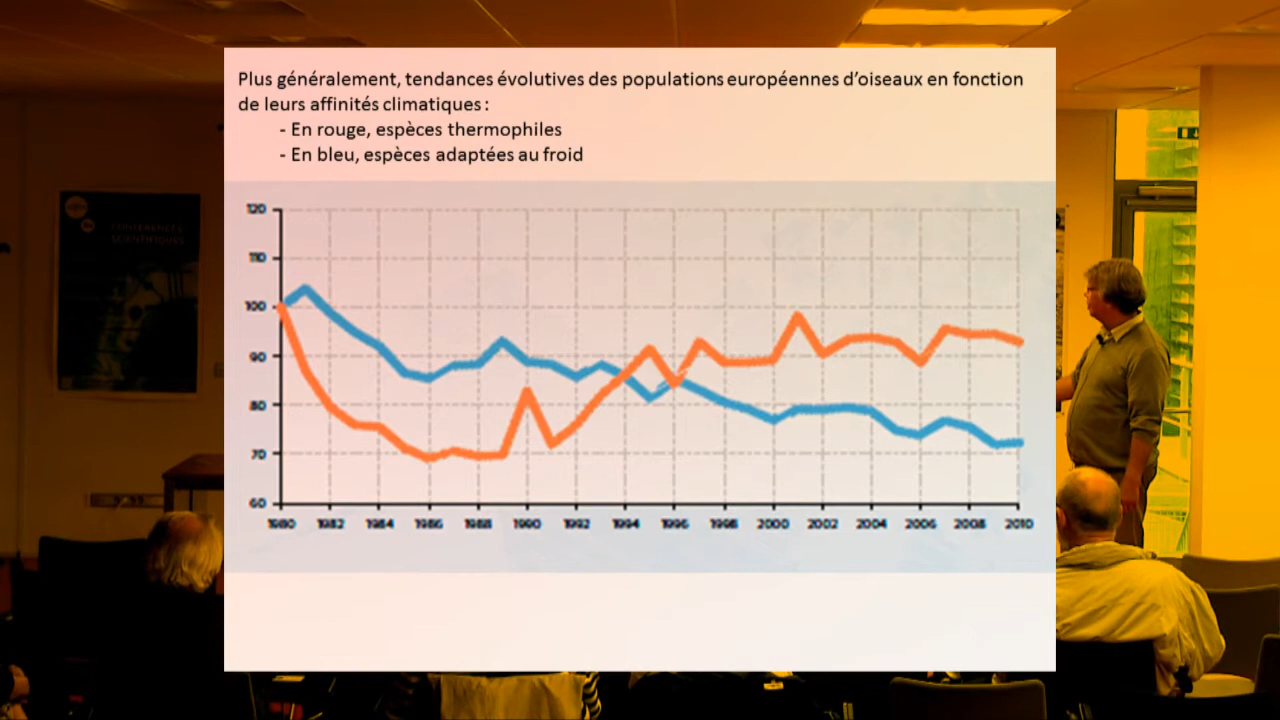 Plus généralement, tendances évolutives des populations européennes d'oiseaux en fonction
de leurs affinités climatiques :
- En rouge, espèces thermophiles
- En bleu, espèces adaptées au froid
CONFÉRENCES
SCIENTIFIQUES
120
110
100
90
80
70
60
1980 1982 1984 1986 1988 1990 1992 1994 1996 1998 2000 2002 2004 2006 2008 2010